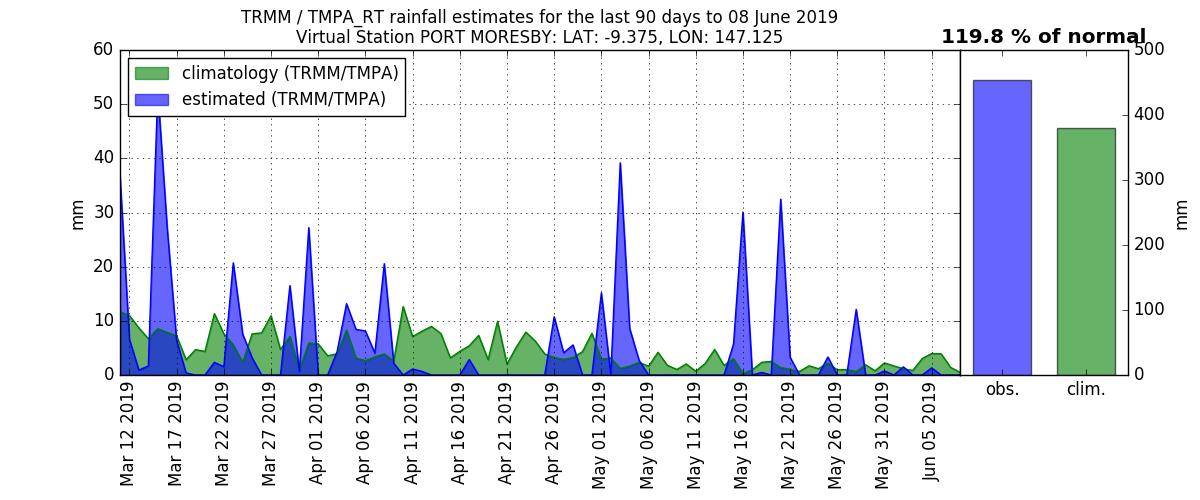 TRMM / TMPA_RT rainfall estimates for the last 90 days to 08 June 2019
Virtual Station PORT MORESBY: LAT: -9.375, LON: 147.125
119.8 % of normal
climatology (TRMM/TMPA)
estimated (TRMM/TMPA)
60
50
40
30
20
10
0
mm
Mar 12 2019
Mar 17 2019
Mar 22 2019
Mar 27 2019
Apr 01 2019
Apr 06 2019
Apr 11 2019
Apr 16 2019
Apr 21 2019
Apr 26 2019
May 01 2019
May 06 2019
May 11 2019
May 16 2019
May 21 2019
May 26 2019
May 31 2019
Jun 05 2019
obs.
clim.
500
400
300
200
100
0
mm